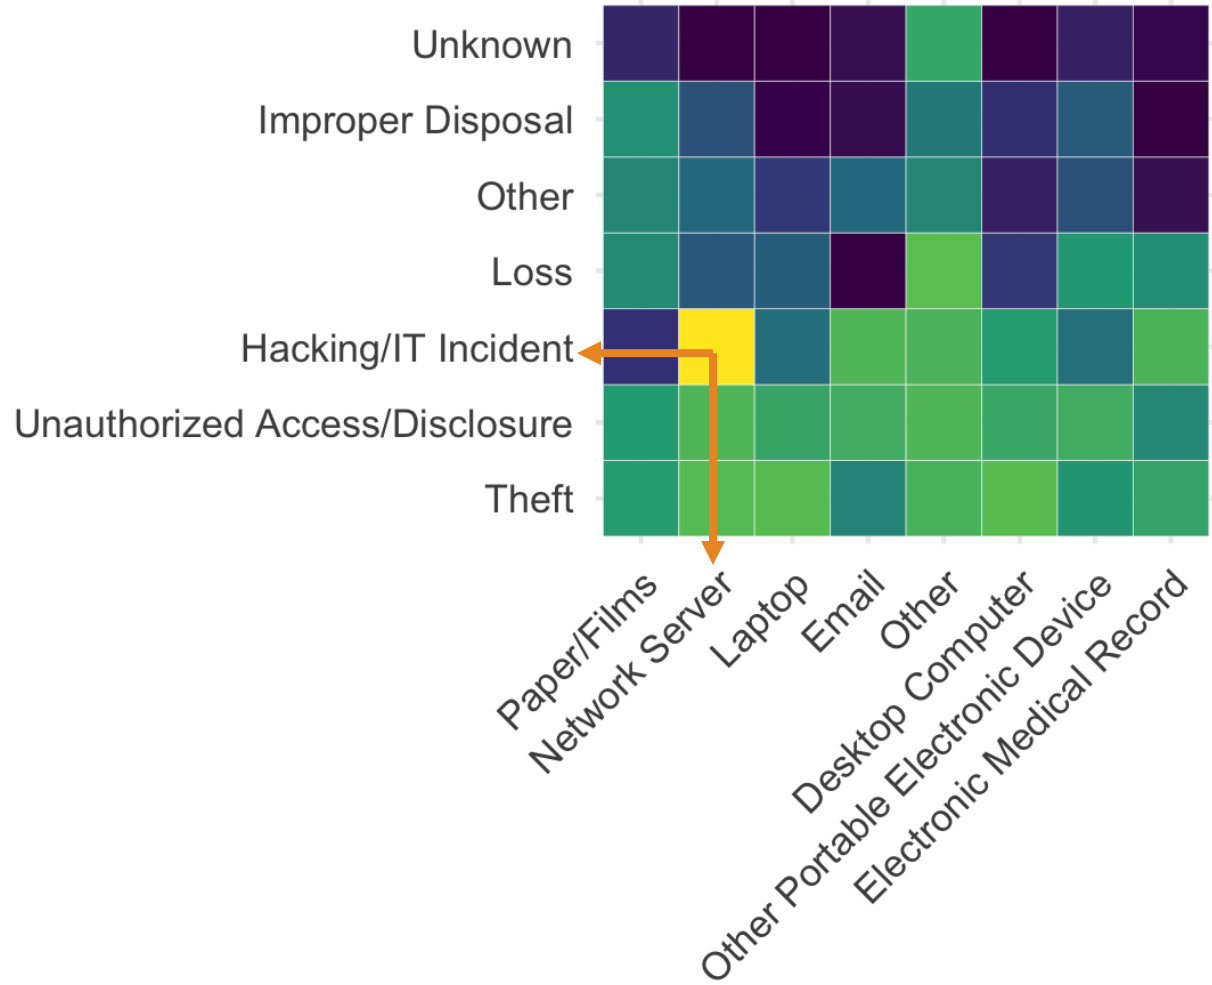 Unknown
Improper Disposal
Other
Loss
Hacking/IT Incident
Unauthorized Access/Disclosure
Theft
Paper/Films
Network Server
Laptop
Email
Other
Desktop Computer
Other Portable Electronic Device
Electronic Medical Record